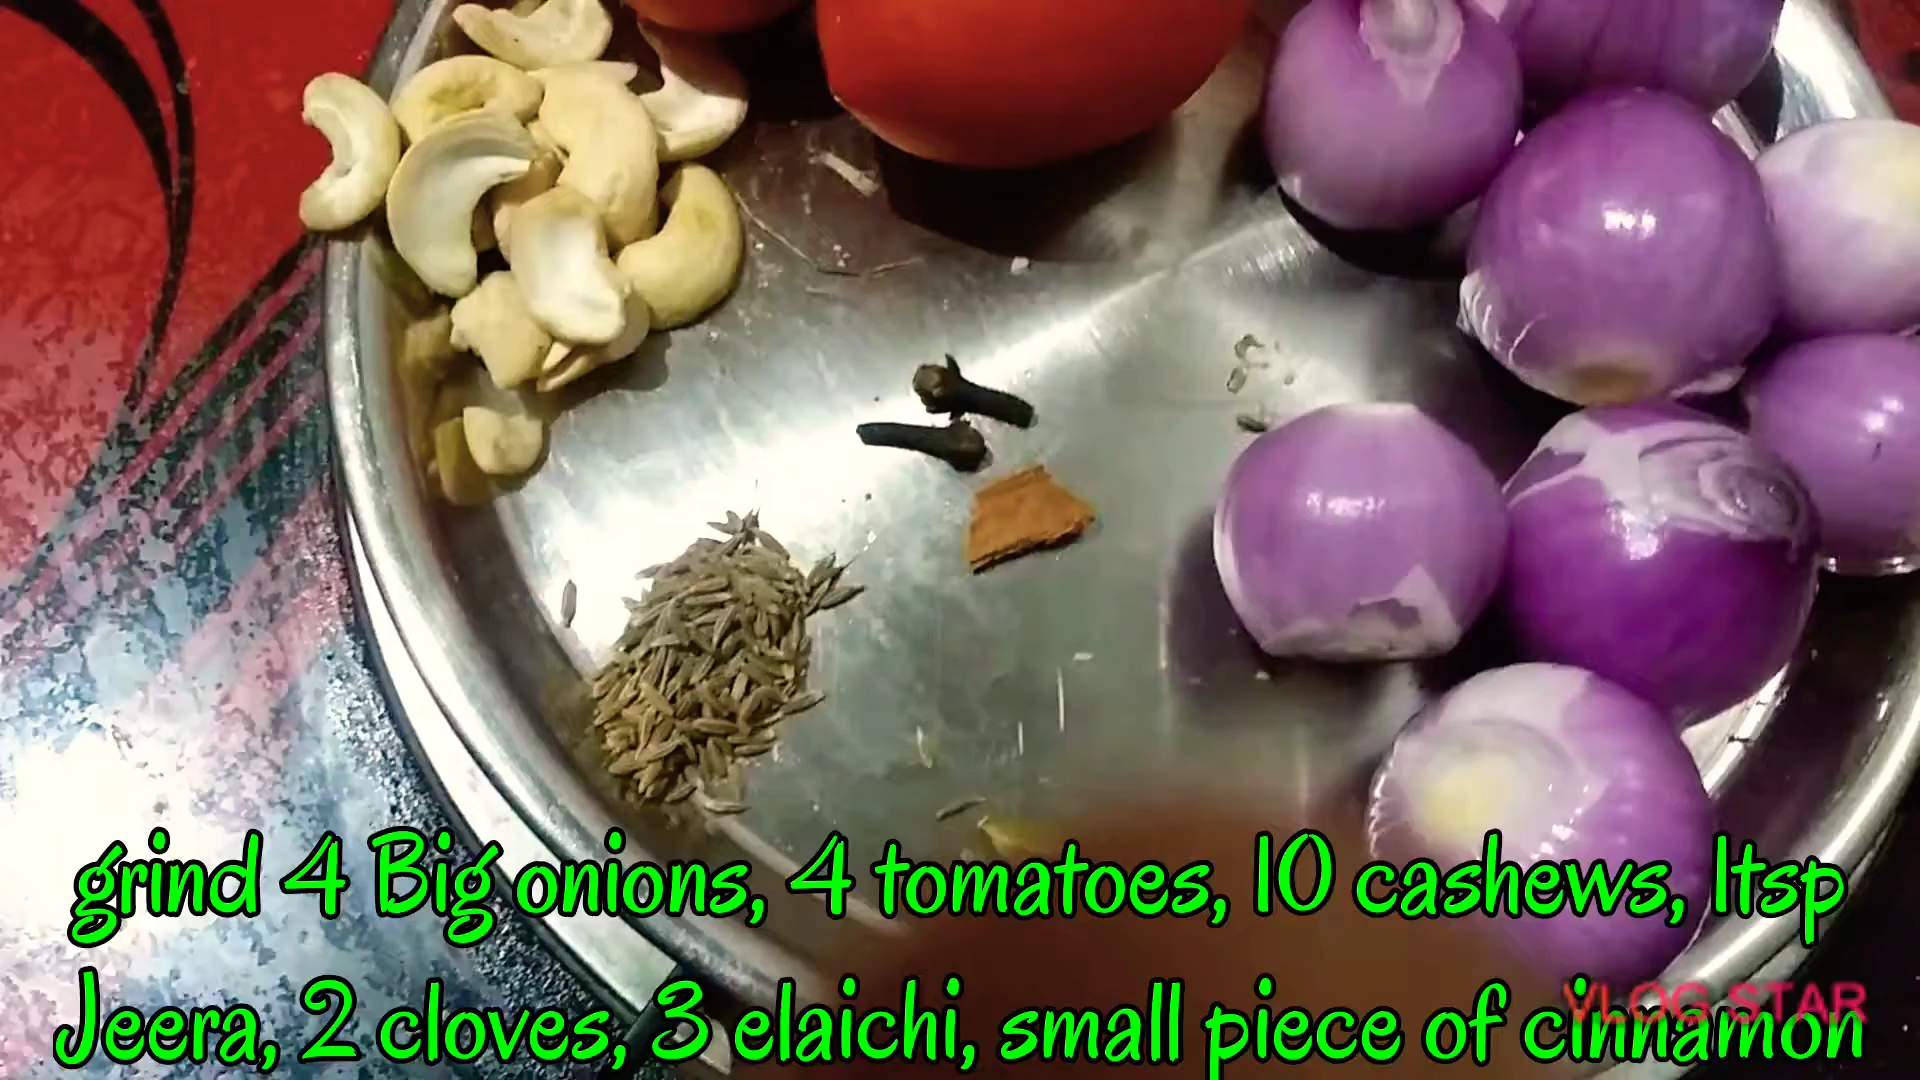 grind 4 Big onions, 4 tomatoes, 10 cashews, 1tsp
Jeera, 2 cloves, 3 elaichi, small piece of cinnamon
VLOG STAR